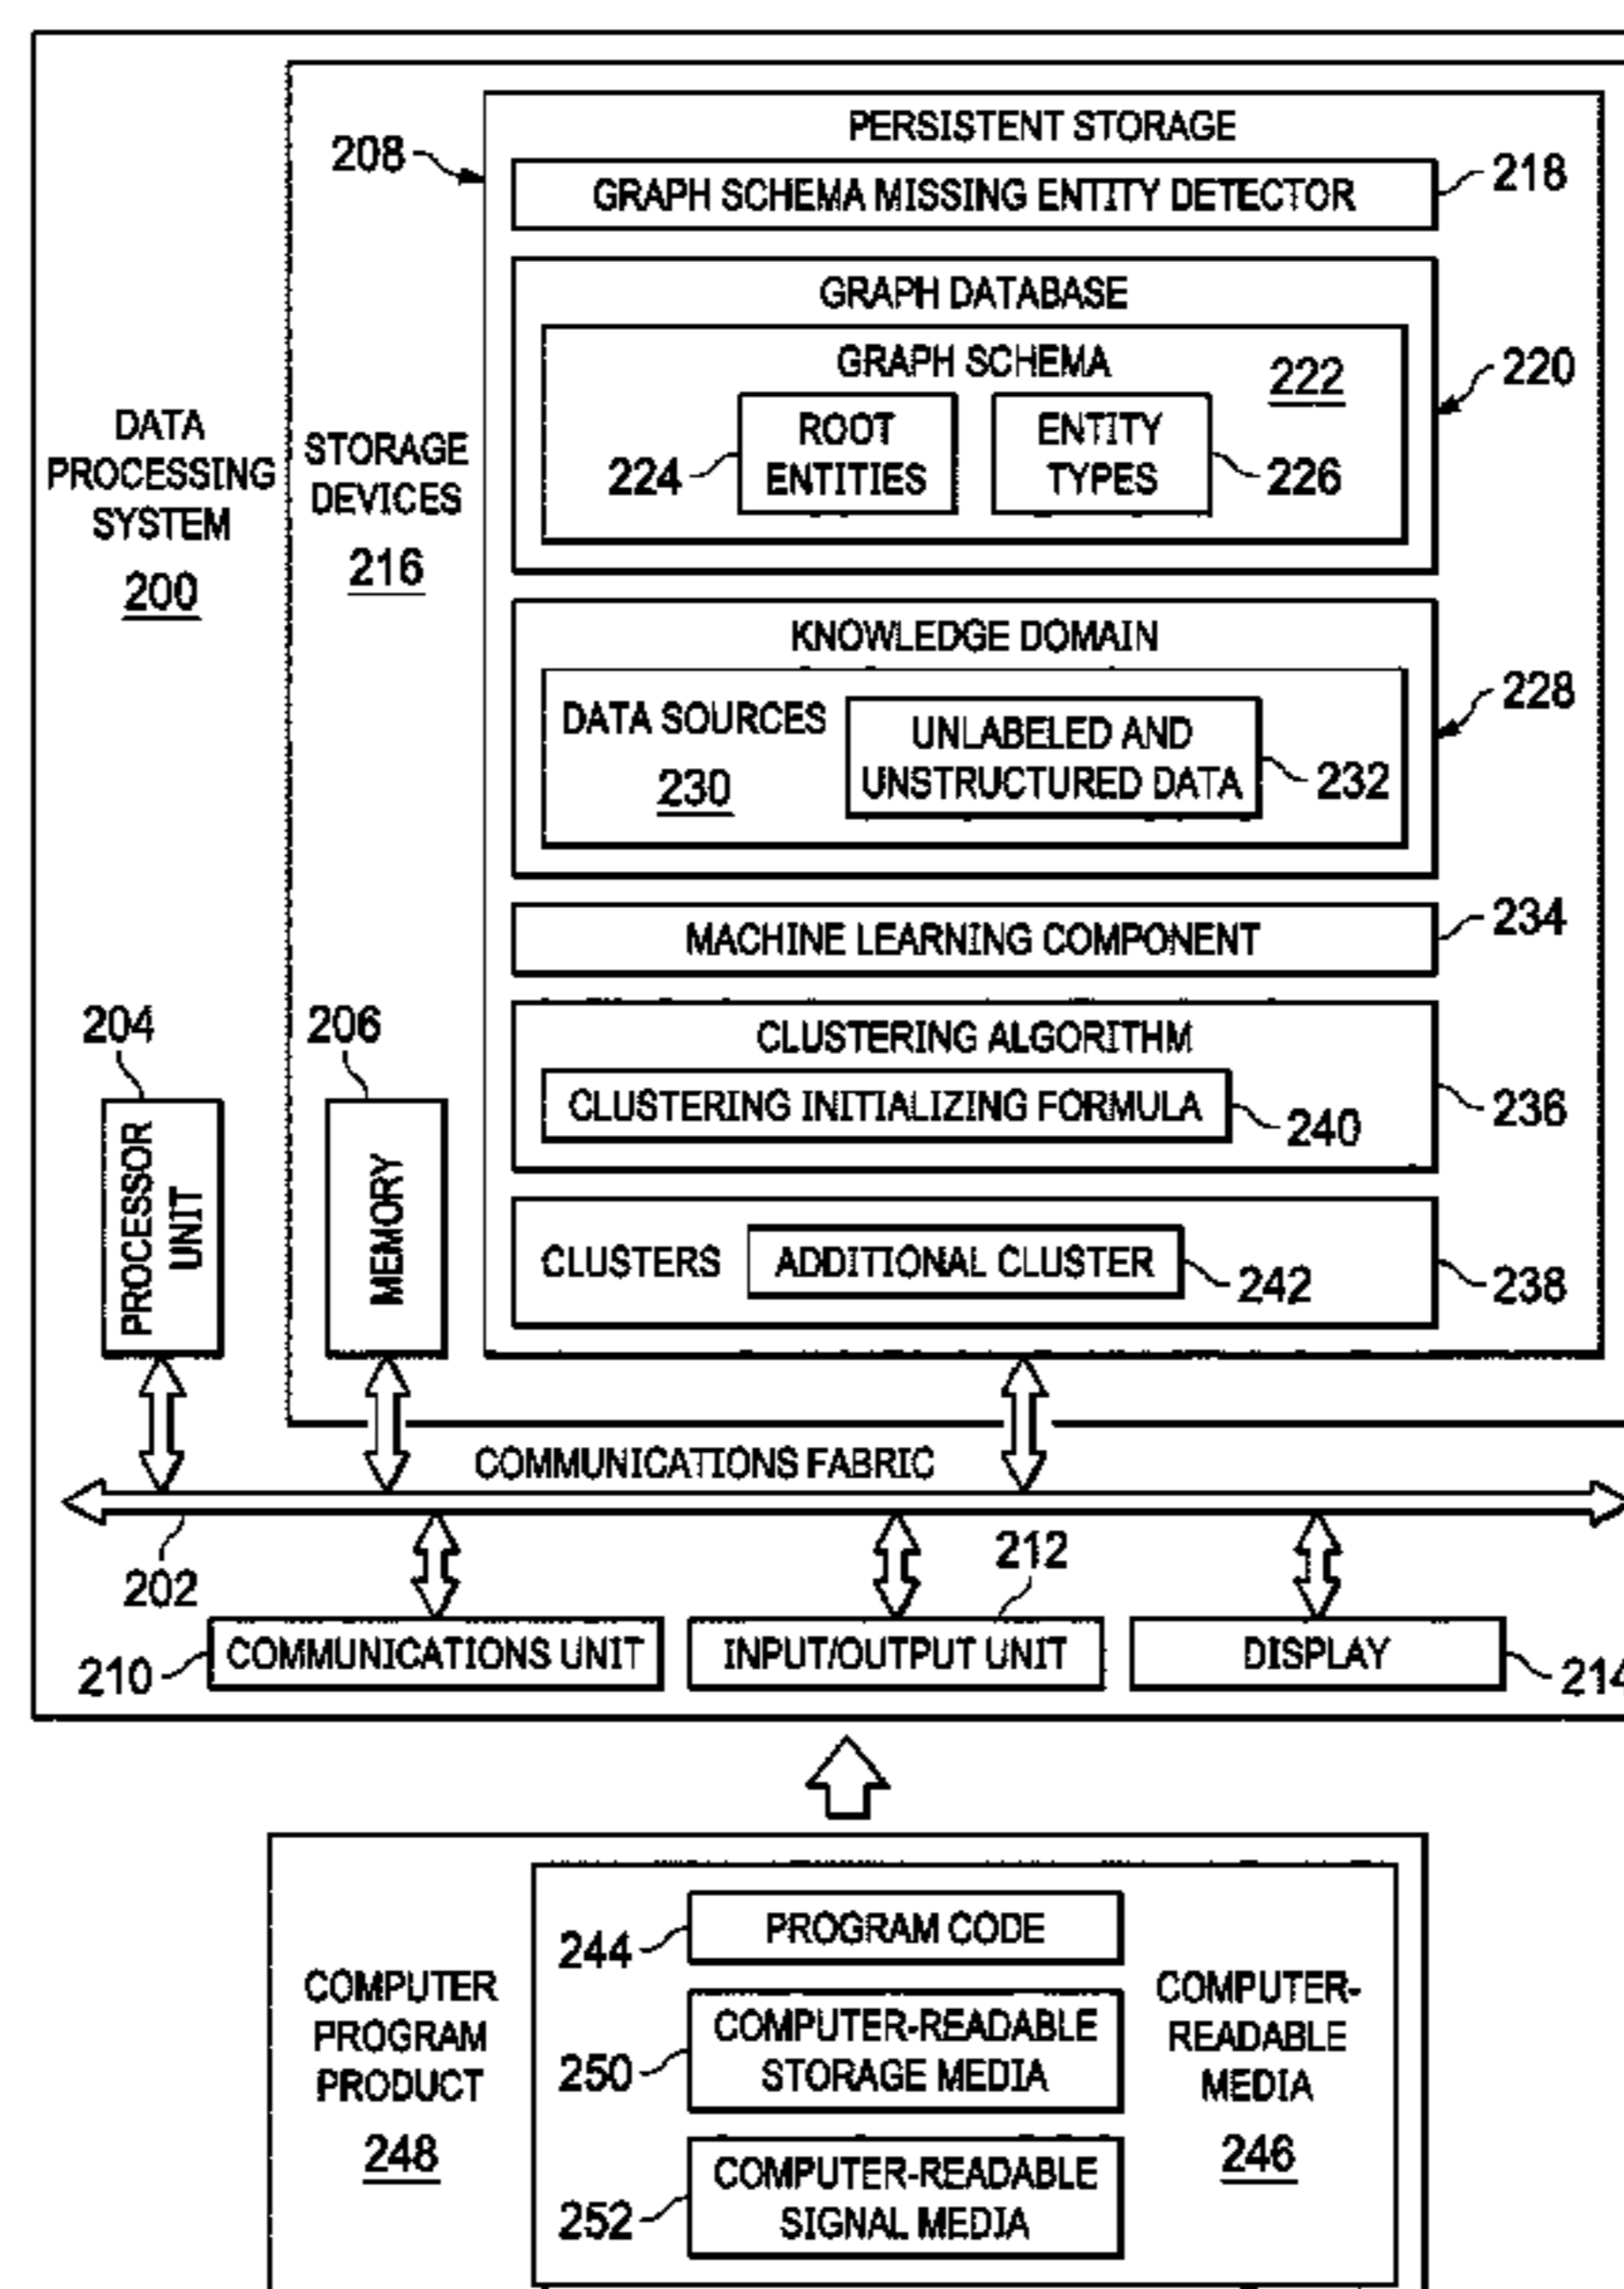 PERSISTENT STORAGE
208
GRAPH SCHEMA MISSING ENTITY DETECTOR
218
GRAPH DATABASE
GRAPH SCHEMA
222
220
ROOT
ENTITIES
224
ENTITY
TYPES
226
DATA
PROCESSING
SYSTEM
200
STORAGE
DEVICES
216
KNOWLEDGE DOMAIN
228
DATA SOURCES
230
UNLABELED AND
UNSTRUCTURED DATA
232
MACHINE LEARNING COMPONENT
234
CLUSTERING ALGORITHM
236
CLUSTERING INITIALIZING FORMULA
240
204
PROCESSOR
UNIT
206
MEMORY
CLUSTERS
ADDITIONAL CLUSTER
242
238
COMMUNICATIONS FABRIC
202
212
210
COMMUNICATIONS UNIT
INPUT/OUTPUT UNIT
DISPLAY
214
244
PROGRAM CODE
COMPUTER
PROGRAM
PRODUCT
248
250
COMPUTER-READABLE
STORAGE MEDIA
COMPUTER-
READABLE
MEDIA
246
252
COMPUTER-READABLE
SIGNAL MEDIA